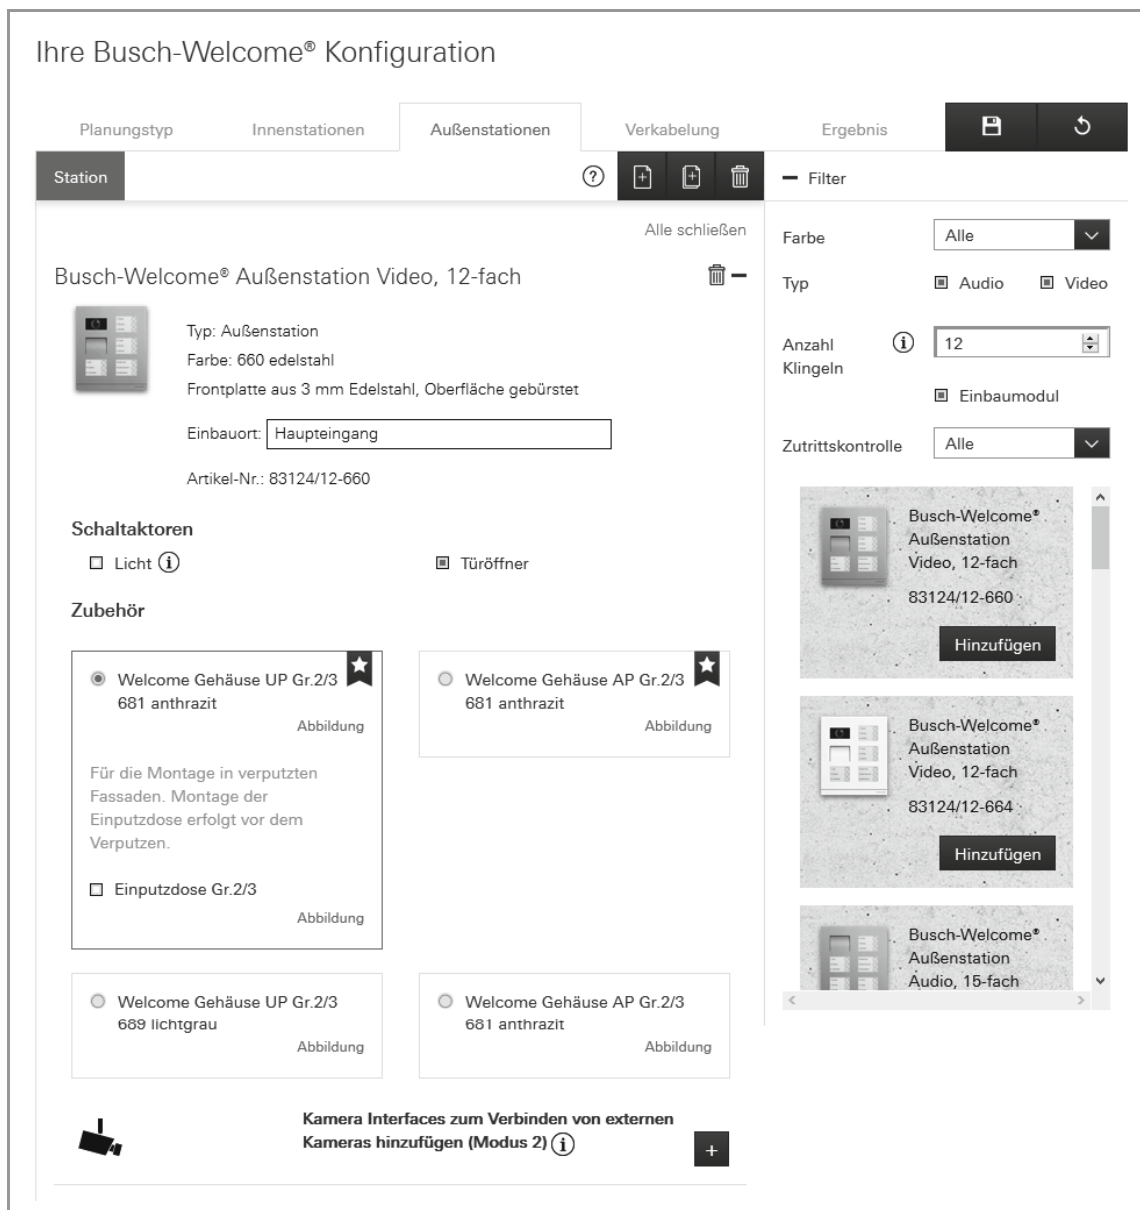 Ihre Busch-Welcome® Konfiguration
Planungstyp
Innenstationen
Außenstationen
Verkabelung
Ergebnis
Station
Alle schließen
Busch-Welcome® Außenstation Video, 12-fach
Typ: Außenstation
Farbe: 660 edelstahl
Frontplatte aus 3 mm Edelstahl, Oberfläche gebürstet
Einbauort: Haupteingang
Artikel-Nr.: 83124/12-660
Schaltaktoren
Licht
Türöffner
Zubehör
Welcome Gehäuse UP Gr.2/3
681 anthrazit
Abbildung
Für die Montage in verputzten
Fassaden. Montage der
Einputzdose erfolgt vor dem
Verputzen.
Einputzdose Gr.2/3
Abbildung
Welcome Gehäuse AP Gr.2/3
681 anthrazit
Abbildung
Welcome Gehäuse UP Gr.2/3
689 lichtgrau
Abbildung
Welcome Gehäuse AP Gr.2/3
681 anthrazit
Abbildung
Kamera Interfaces zum Verbinden von externen
Kameras hinzufügen (Modus 2)
Filter
Farbe
Alle
Typ
Audio
Video
Anzahl
Klingeln
12
Einbaumodul
Zutrittskontrolle
Alle
Busch-Welcome®
Außenstation
Video, 12-fach
83124/12-660
Hinzufügen
Busch-Welcome®
Außenstation
Video, 12-fach
83124/12-664
Hinzufügen
Busch-Welcome®
Außenstation
Audio, 15-fach